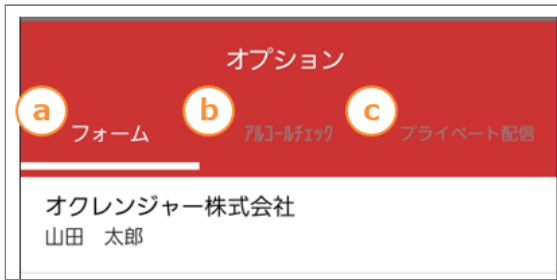 オプション
a フォーム
b ｱﾙｺｰﾙﾁｪｯｸ
c プライベート配信
オクレンジャー株式会社
山田　太郎